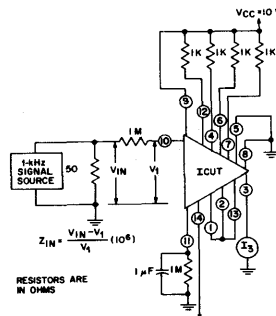 VCC=10 V
1K
1K
1K
1K
9
12
4
6
7
5
1 M
10
8
1-kHz
SIGNAL
SOURCE
50
VIN
V1
ICUT
3
2
14
1
13
11
I3
ZIN = VIN-V1 / V1 (10⁶)
1 μF
1M
RESISTORS ARE
IN OHMS